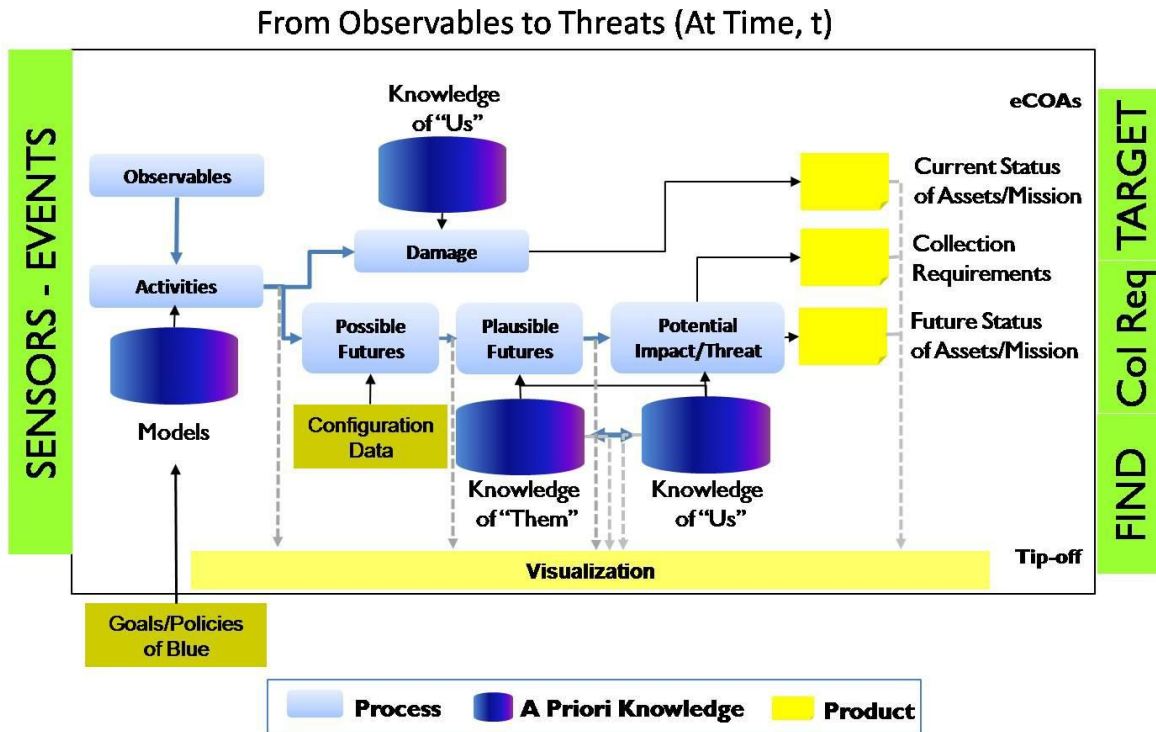 From Observables to Threats (At Time, t)
SENSORS - EVENTS
Knowledge
of "Us"
eCOAs
Observables
Current Status
of Assets/Mission
Damage
Collection
Requirements
Activities
Possible
Futures
Plausible
Futures
Potential
Impact/Threat
Future Status
of Assets/Mission
Models
Configuration
Data
Knowledge
of "Them"
Knowledge
of "Us"
Visualization
Tip-off
Goals/Policies
of Blue
TARGET
Col Req
FIND
Process
A Priori Knowledge
Product